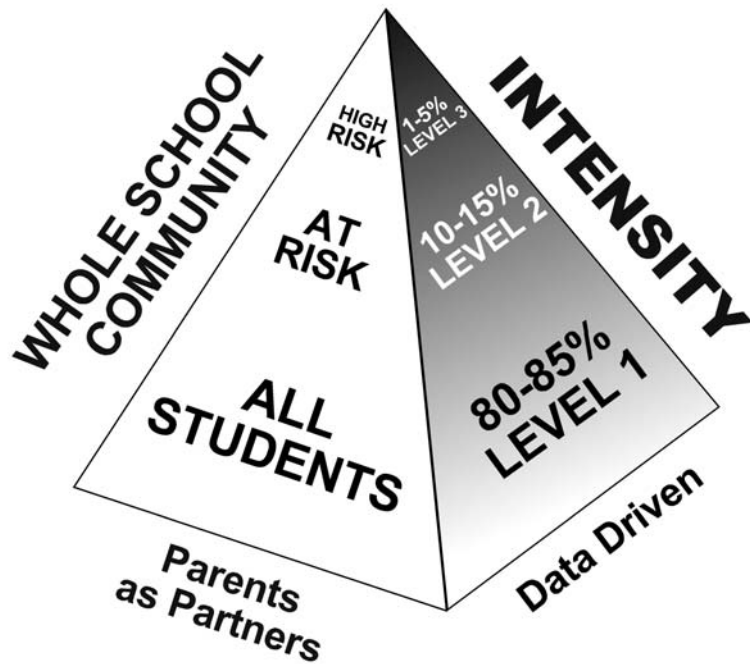 WHOLE SCHOOL
COMMUNITY
INTENSITY
HIGH
RISK
1-5%
LEVEL 3
AT
RISK
10-15%
LEVEL 2
ALL
STUDENTS
80-85%
LEVEL 1
Parents
as Partners
Data Driven